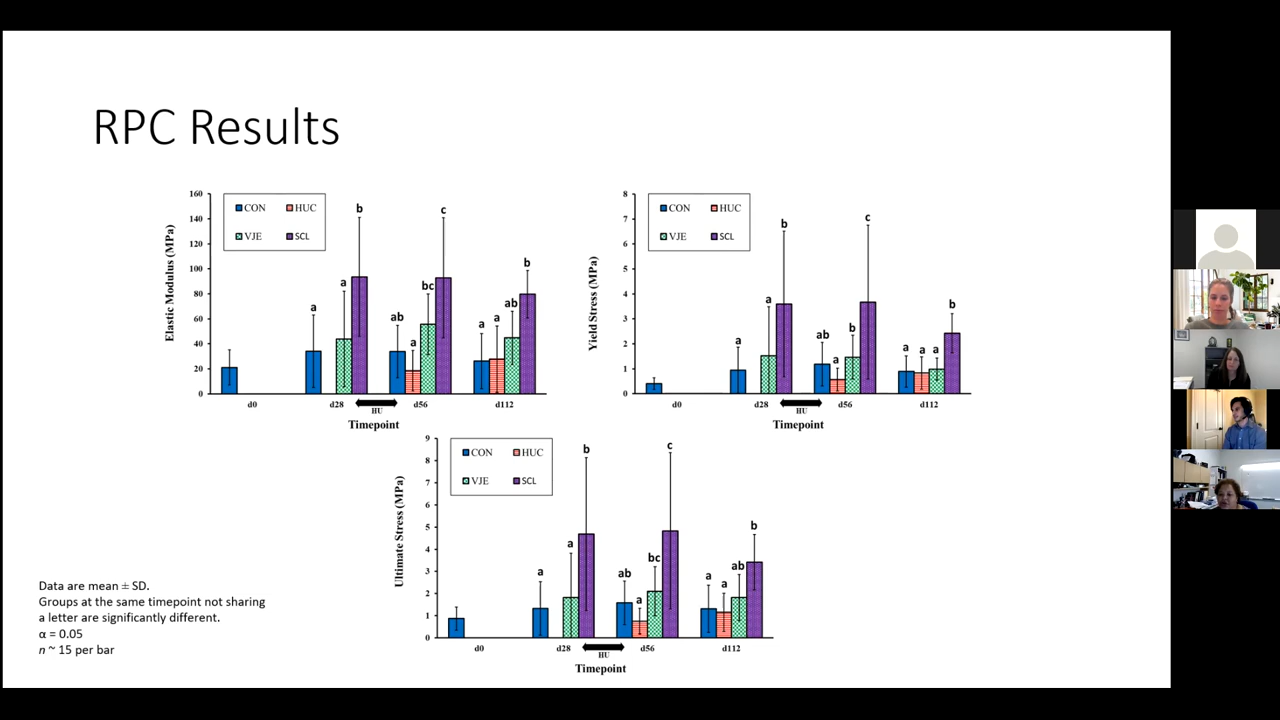 RPC Results
160
140
120
100
80
60
40
20
0
Elastic Modulus (MPa)
CON HUC
VJE SCL
a a b
ab a bc c
a a ab b
d0 d28 d56 d112
HU
Timepoint
8
7
6
5
4
3
2
1
0
Yield Stress (MPa)
CON HUC
VJE SCL
a a b
ab a b c
a a a b
d0 d28 d56 d112
HU
Timepoint
9
8
7
6
5
4
3
2
1
0
Ultimate Stress (MPa)
CON HUC
VJE SCL
a a b
ab a bc c
a a ab b
d0 d28 d56 d112
HU
Timepoint
Data are mean ± SD.
Groups at the same timepoint not sharing
a letter are significantly different.
α = 0.05
n ~ 15 per bar